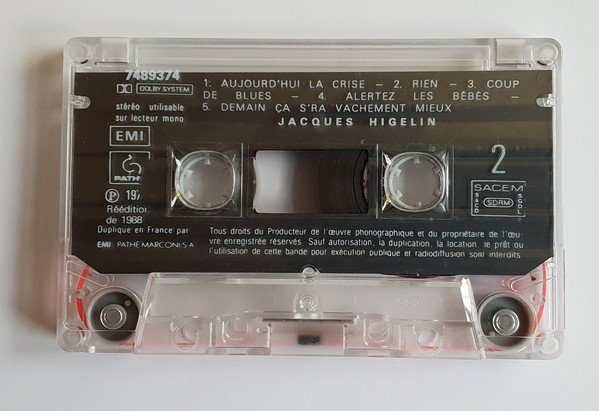 7489374
DOLBY SYSTEM
stéréo utilisable
sur lecteur mono
EMI
PATHÉ
1: AUJOURD'HUI LA CRISE – 2. RIEN – 3. COUP
DE BLUES – 4. ALERTEZ LES BÉBÉS –
5. DEMAIN ÇA S'RA VACHEMENT MIEUX
JACQUES HIGELIN
2
SACEM
SACD
SDRM
SGDL
Ⓟ 197
Réédition
de 1988
Duplique en France par
EMI PATHÉ MARCONI S.A.
Tous droits du Producteur de l'œuvre phonographique et du propriétaire de l'œu-
vre enregistrée réservés. Sauf autorisation, la duplication, la location, le prêt ou
l'utilisation de cette bande pour exécution publique et radiodiffusion sont interdits